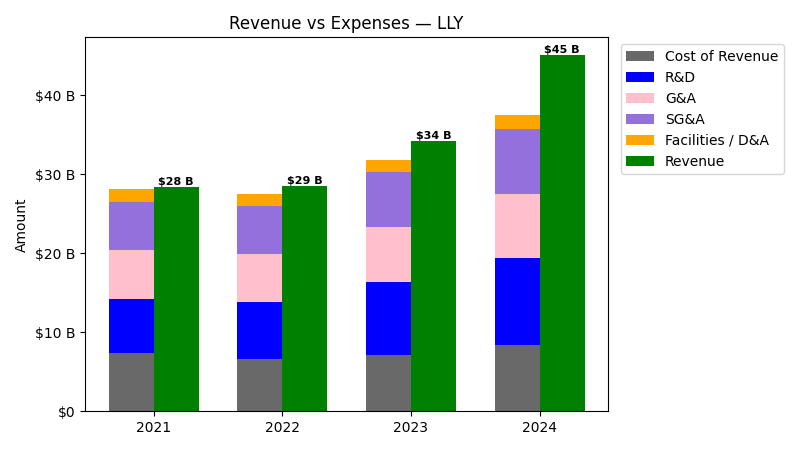 Revenue vs Expenses — LLY
Amount
$40 B
$30 B
$20 B
$10 B
$0
$28 B
$29 B
$34 B
$45 B
2021
2022
2023
2024
Cost of Revenue
R&D
G&A
SG&A
Facilities / D&A
Revenue